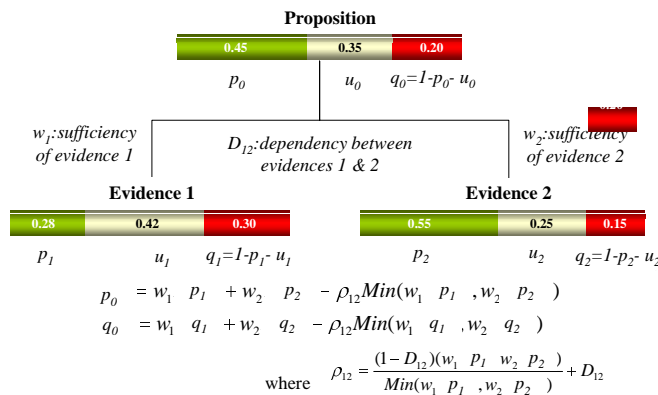 Proposition
0.45 0.35 0.20
p0 u0 q0=1-p0- u0
w1:sufficiency of evidence 1
D12:dependency between evidences 1 & 2
w2:sufficiency of evidence 2
Evidence 1 Evidence 2
0.28 0.42 0.30 0.55 0.25 0.15
p1 u1 q1=1-p1- u1 p2 u2 q2=1-p2- u2
p0 = w1 p1 + w2 p2 − ρ12Min(w1 p1 , w2 p2 )
q0 = w1 q1 + w2 q2 − ρ12Min(w1 q1 , w2 q2 )
where ρ12 = (1− D12)(w1 p1 w2 p2 ) / Min(w1 p1 , w2 p2 ) + D12